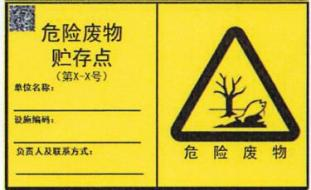 危险废物
贮存点
（第X-X号）
单位名称：
设施编码：
负责人及联系方式：
危险废物